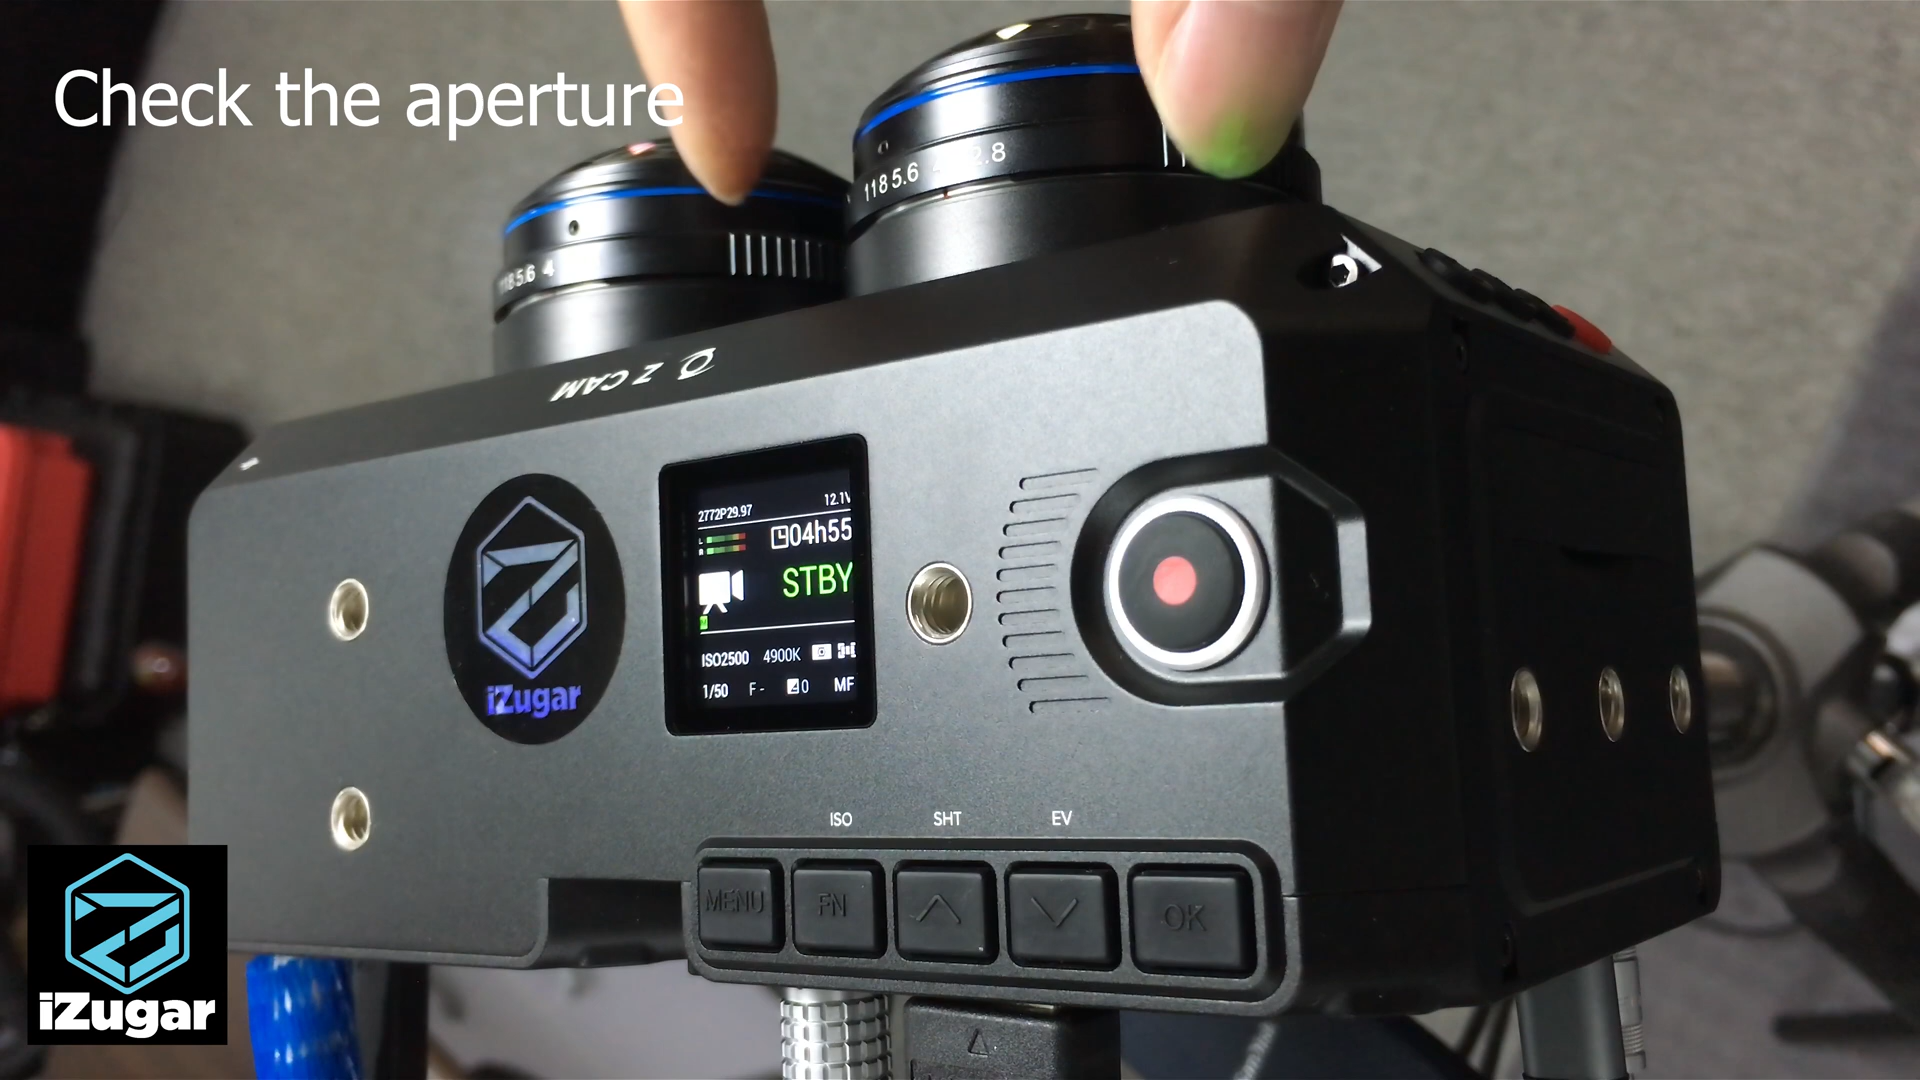 Check the aperture
11 8 5.6 4 2.8
11 8 5.6 4
Z CAM
2772P29.97 12.1V
L
R
04h55
STBY
ISO2500 4900K
1/50 F - 0 MF
iZugar
ISO SHT EV
MENU FN OK
iZugar